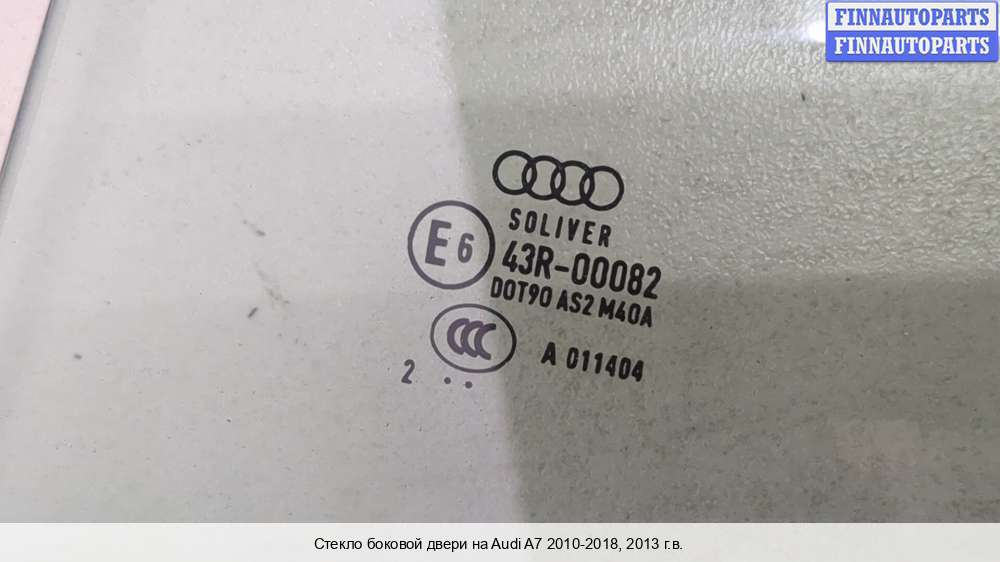 FINNAUTOPARTS
FINNAUTOPARTS
SOLIVER
E6
43R-00082
DOT90 AS2 M40A
CCC
A 011404
2 ..
Стекло боковой двери на Audi A7 2010-2018, 2013 г.в.